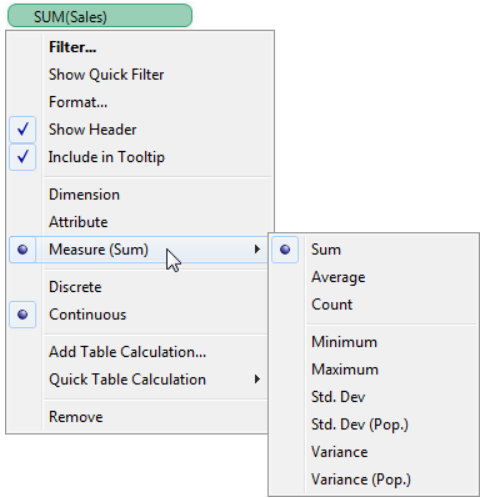 SUM(Sales)
Filter...
Show Quick Filter
Format...
Show Header
Include in Tooltip
Dimension
Attribute
Measure (Sum)
Discrete
Continuous
Add Table Calculation...
Quick Table Calculation
Remove
Sum
Average
Count
Minimum
Maximum
Std. Dev
Std. Dev (Pop.)
Variance
Variance (Pop.)